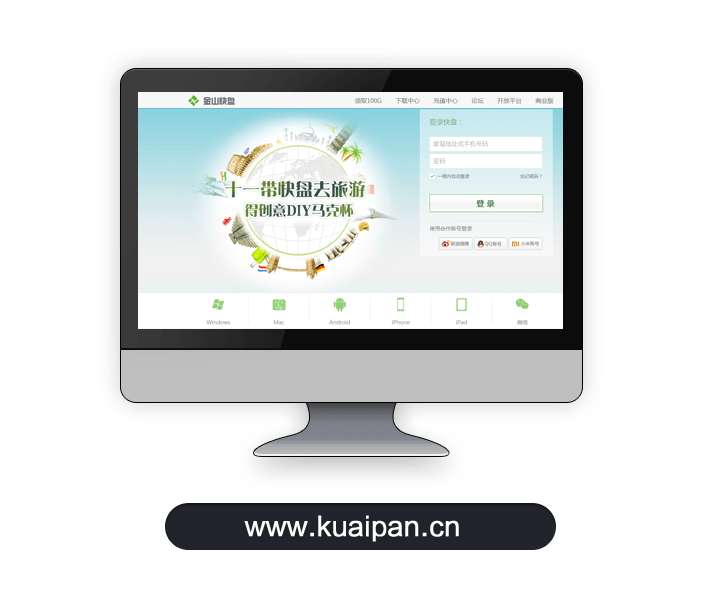 金山快盘
领取100G 下载中心 充值中心 论坛 开放平台 商业版
登录快盘：
邮箱地址或手机号码
密码
一周内自动登录 忘记密码？
登 录
使用合作账号登录
新浪微博 QQ账号 小米账号
十一带快盘去旅游
得创意DIY马克杯
Windows Mac Android iPhone iPad 微信
www.kuaipan.cn